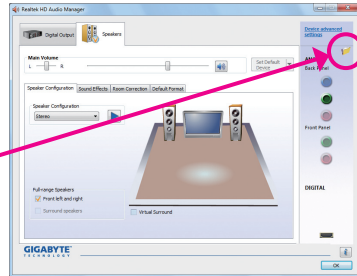 Realtek HD Audio Manager
Digital Output
Speakers
Device advanced
settings
Main Volume
L
R
Set Default
Device
Back Panel
Speaker Configuration
Sound Effects
Room Correction
Default Format
Speaker Configuration
Stereo
Front Panel
Full-range Speakers
Front left and right
Surround speakers
Virtual Surround
DIGITAL
GIGABYTE
TECHNOLOGY
OK